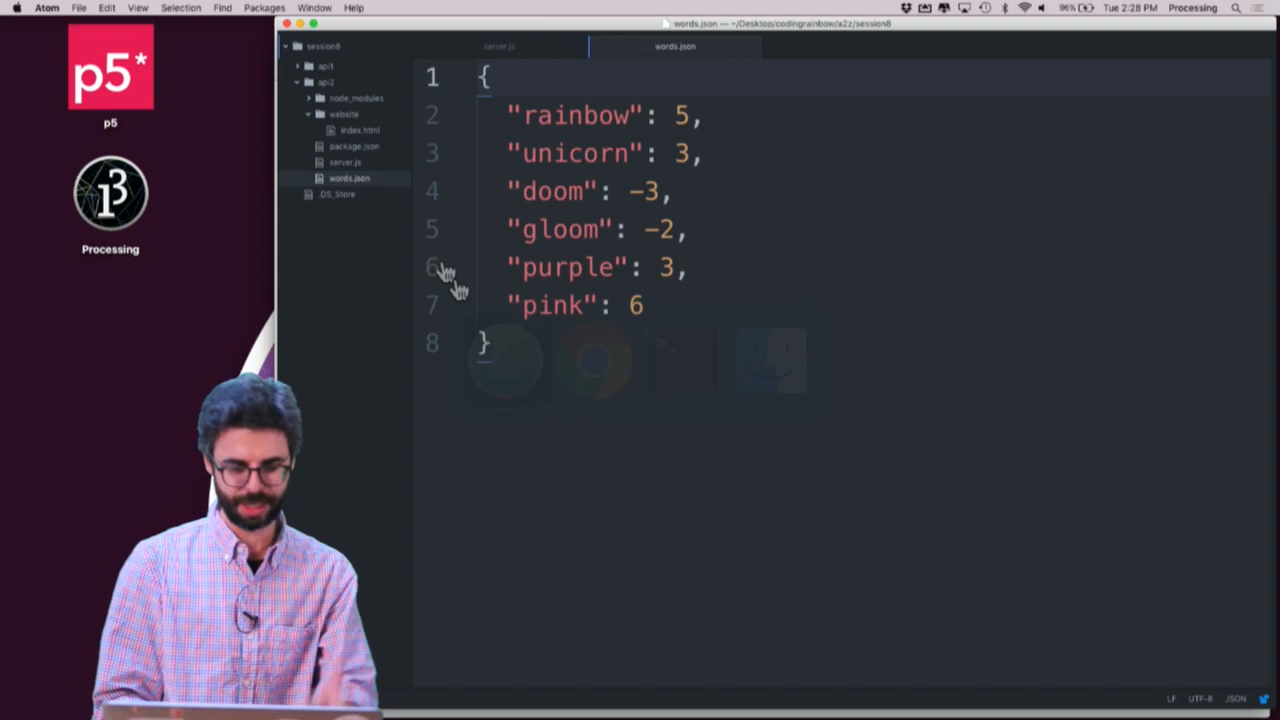 Atom File Edit View Selection Find Packages Window Help 96% Tue 2:28 PM Processing
words.json — ~/Desktop/codingrainbow/a2z/session8
session8 server.js words.json
api1
api2
node_modules
website
index.html
package.json
server.js
words.json
.DS_Store
p5*
p5
Processing
1 {
2 "rainbow": 5,
3 "unicorn": 3,
4 "doom": -3,
5 "gloom": -2,
6 "purple": 3,
7 "pink": 6
8 }
LF UTF-8 JSON